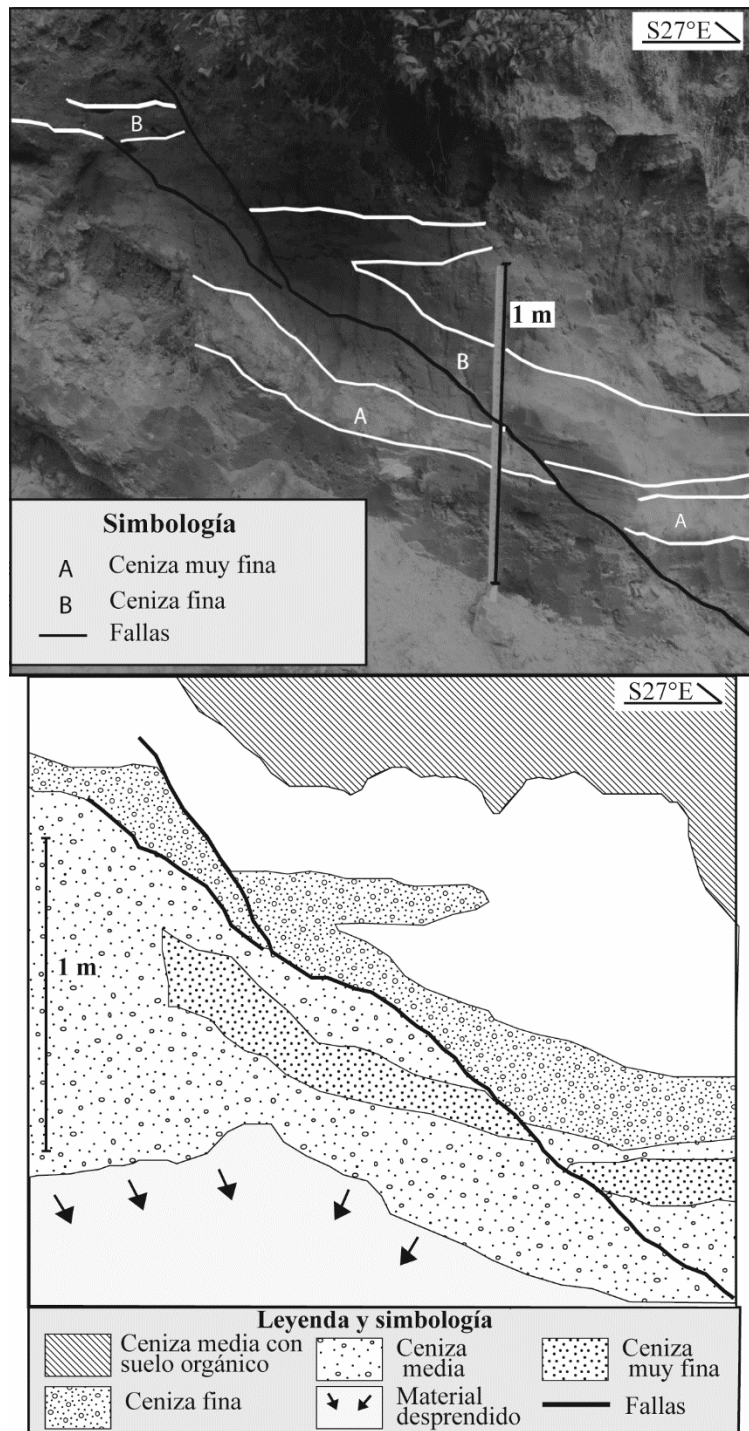 S27°E
B
1 m
B
A
A
Simbología
A Ceniza muy fina
B Ceniza fina
Fallas
S27°E
1 m
Leyenda y simbología
Ceniza media con
suelo orgánico
Ceniza
media
Ceniza
muy fina
Ceniza fina
Material
desprendido
Fallas